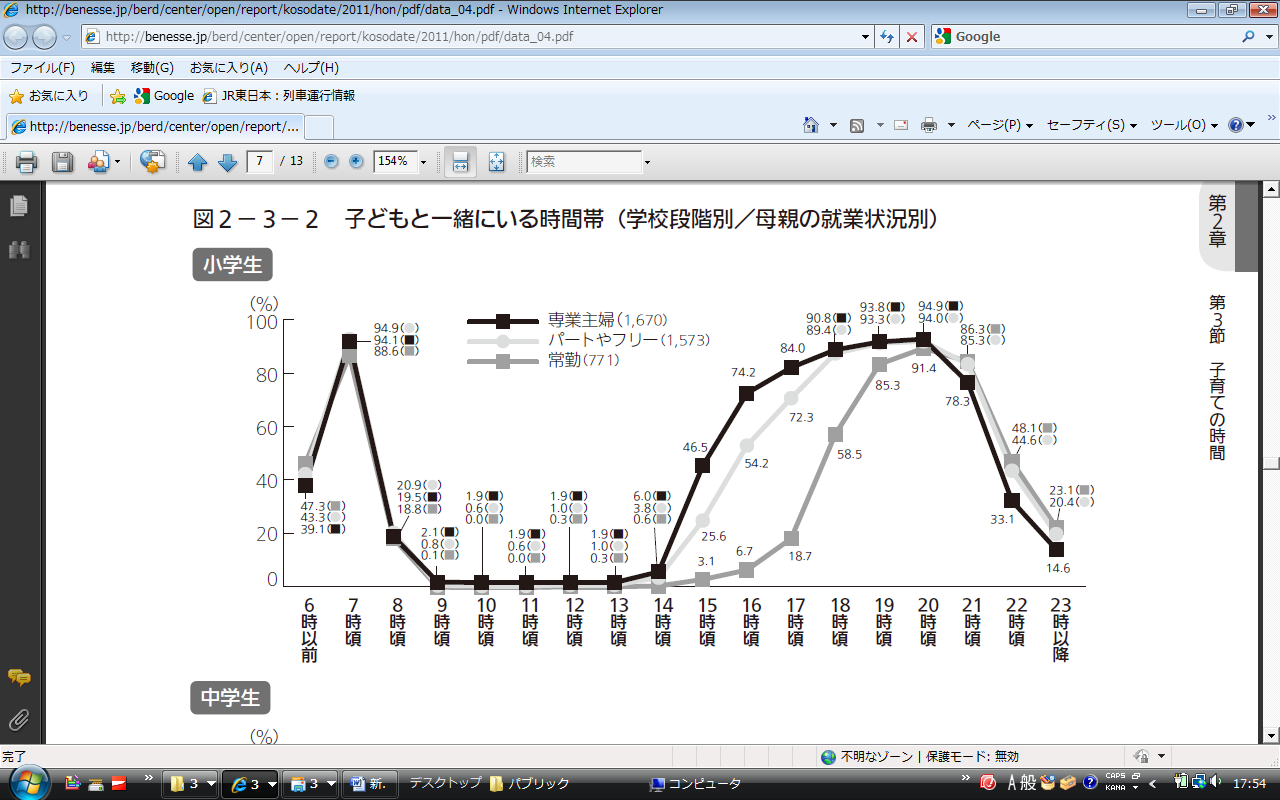 http://benesse.jp/berd/center/open/report/kosodate/2011/hon/pdf/data_04.pdf - Windows Internet Explorer
http://benesse.jp/berd/center/open/report/kosodate/2011/hon/pdf/data_04.pdf
Google
ファイル(F) 編集 移動(G) お気に入り(A) ヘルプ(H)
お気に入り Google JR東日本：列車運行情報
http://benesse.jp/berd/center/open/report/...
ページ(P) セーフティ(S) ツール(O)
7 / 13 154% 検索
図２－３－２ 子どもと一緒にいる時間帯（学校段階別／母親の就業状況別）
第2章
第3節 子育ての時間
小学生
(%)
100
80
60
40
20
0
専業主婦(1,670)
パートやフリー(1,573)
常勤(771)
47.3(■)
43.3(●)
39.1(■)
94.9(●)
94.1(■)
88.6(■)
20.9(●)
19.5(■)
18.8(■)
2.1(■)
0.8(●)
0.1(■)
1.9(■)
0.6(●)
0.0(■)
1.9(■)
0.6(●)
0.0(■)
1.9(■)
1.0(●)
0.3(■)
1.9(■)
1.0(●)
0.3(■)
6.0(■)
3.8(●)
0.6(■)
46.5
25.6
3.1
74.2
54.2
6.7
84.0
72.3
18.7
90.8(■)
89.4(●)
58.5
93.8(■)
93.3(●)
85.3
94.9(■)
94.0(●)
91.4
86.3(■)
85.3(●)
78.3
48.1(■)
44.6(●)
33.1
23.1(■)
20.4(●)
14.6
6時以前
7時頃
8時頃
9時頃
10時頃
11時頃
12時頃
13時頃
14時頃
15時頃
16時頃
17時頃
18時頃
19時頃
20時頃
21時頃
22時頃
23時以降
中学生
(%)
完了
不明なゾーン | 保護モード: 無効
3 3 3 新. デスクトップ パブリック コンピュータ
A 般 CAPS KANA 17:54